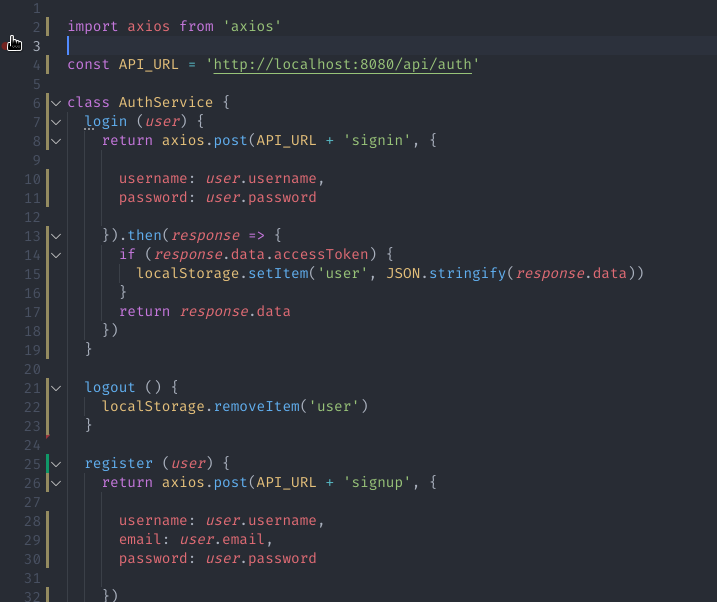 1
2 import axios from 'axios'
3
4 const API_URL = 'http://localhost:8080/api/auth'
5
6 class AuthService {
7 login (user) {
8 return axios.post(API_URL + 'signin', {
9
10 username: user.username,
11 password: user.password
12
13 }).then(response => {
14 if (response.data.accessToken) {
15 localStorage.setItem('user', JSON.stringify(response.data))
16 }
17 return response.data
18 })
19 }
20
21 logout () {
22 localStorage.removeItem('user')
23 }
24
25 register (user) {
26 return axios.post(API_URL + 'signup', {
27
28 username: user.username,
29 email: user.email,
30 password: user.password
31
32 })